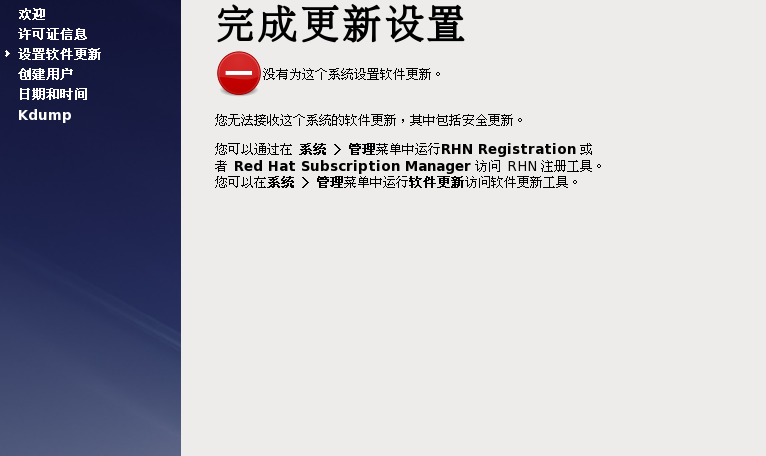 欢迎
许可证信息
设置软件更新
创建用户
日期和时间
Kdump
完成更新设置
没有为这个系统设置软件更新。
您无法接收这个系统的软件更新，其中包括安全更新。
您可以通过在 系统 > 管理菜单中运行RHN Registration 或
者 Red Hat Subscription Manager 访问 RHN 注册工具。
您可以在系统 > 管理菜单中运行软件更新访问软件更新工具。